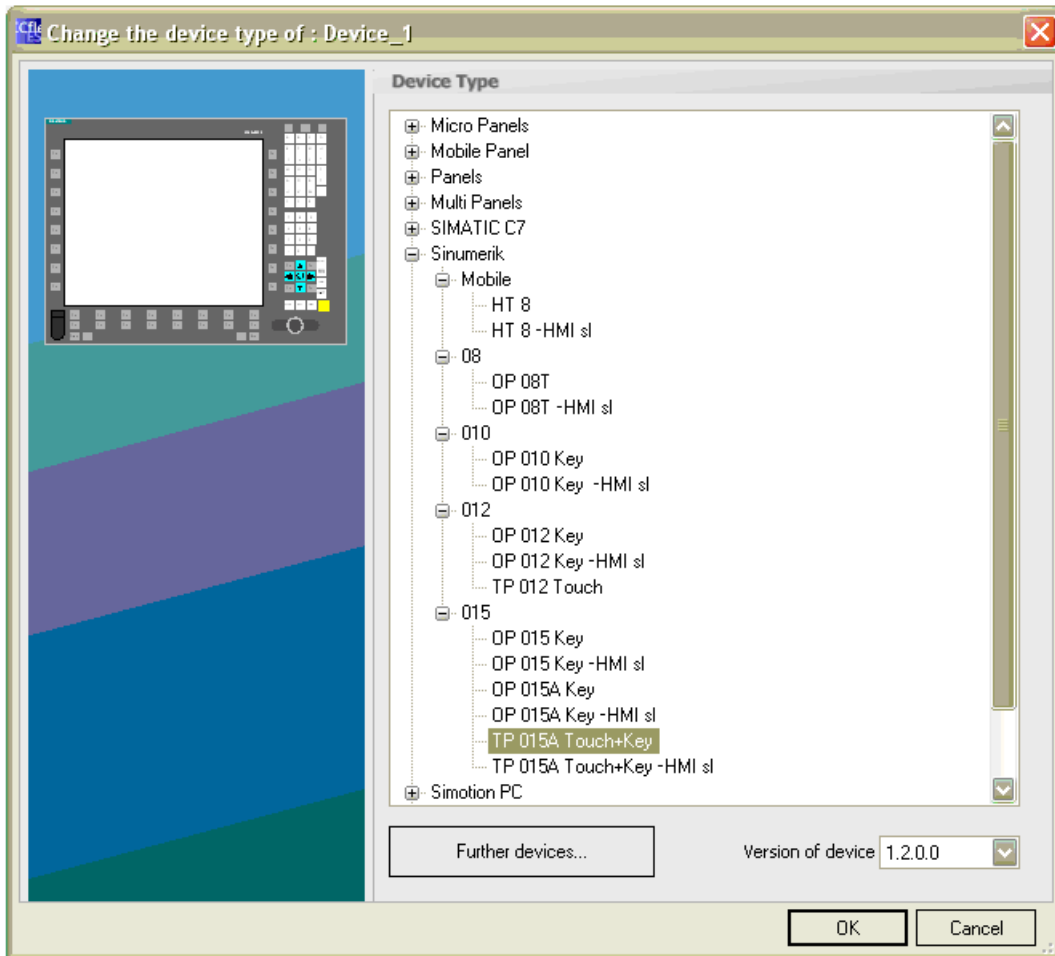 Change the device type of : Device_1
Device Type
Micro Panels
Mobile Panel
Panels
Multi Panels
SIMATIC C7
Sinumerik
Mobile
HT 8
HT 8 -HMI sl
08
OP 08T
OP 08T -HMI sl
010
OP 010 Key
OP 010 Key -HMI sl
012
OP 012 Key
OP 012 Key -HMI sl
TP 012 Touch
015
OP 015 Key
OP 015 Key -HMI sl
OP 015A Key
OP 015A Key -HMI sl
TP 015A Touch+Key
TP 015A Touch+Key -HMI sl
Simotion PC
Further devices...
Version of device 1.2.0.0
OK Cancel